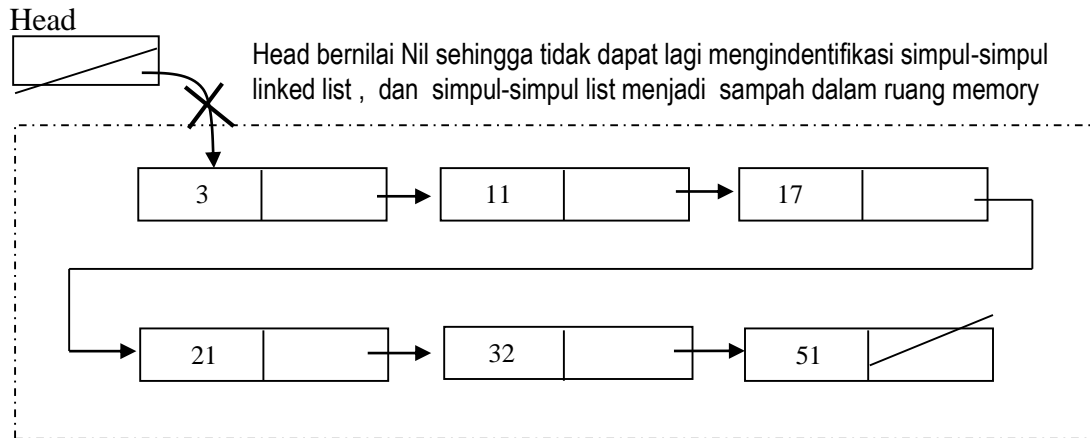 Head
Head bernilai Nil sehingga tidak dapat lagi mengindentifikasi simpul-simpul
linked list , dan simpul-simpul list menjadi sampah dalam ruang memory
3 11 17
21 32 51